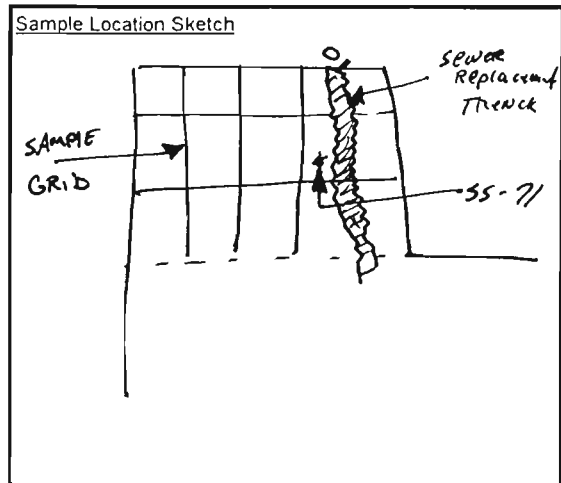 Sample Location Sketch
SEWER
REPLACEMENT
TRENCH
SAMPLE
GRID
SS-71